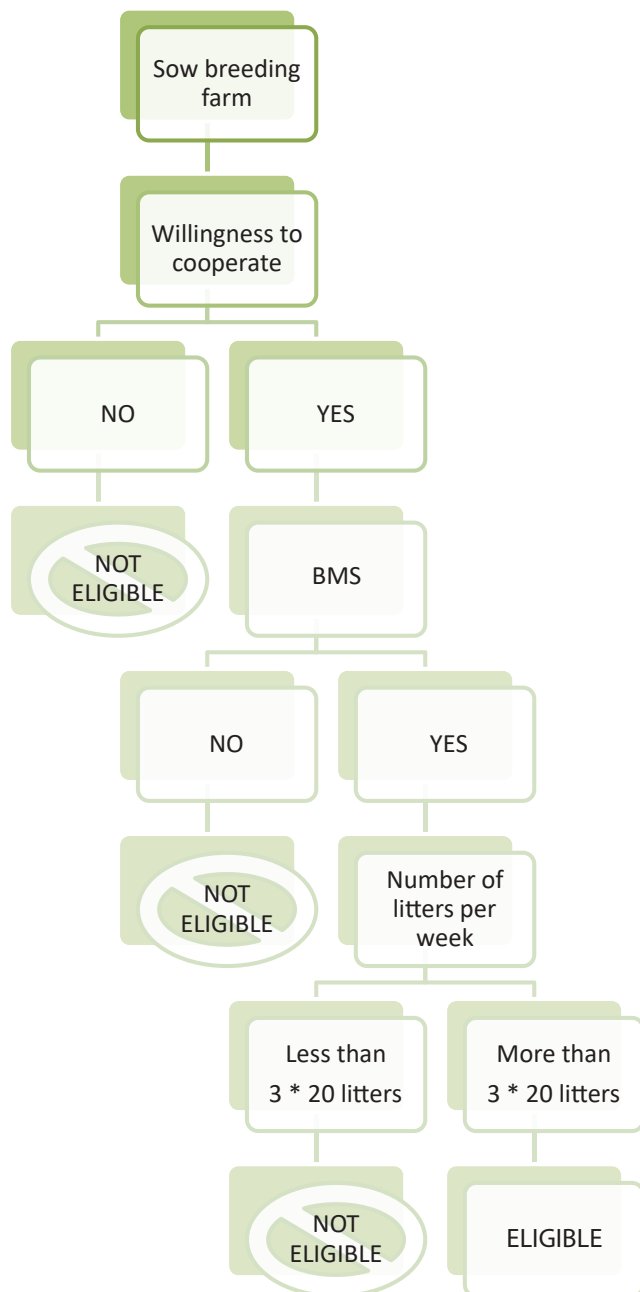 Sow breeding
farm
Willingness to
cooperate
NO
YES
NOT
ELIGIBLE
BMS
NO
YES
NOT
ELIGIBLE
Number of
litters per
week
Less than
3 * 20 litters
More than
3 * 20 litters
NOT
ELIGIBLE
ELIGIBLE